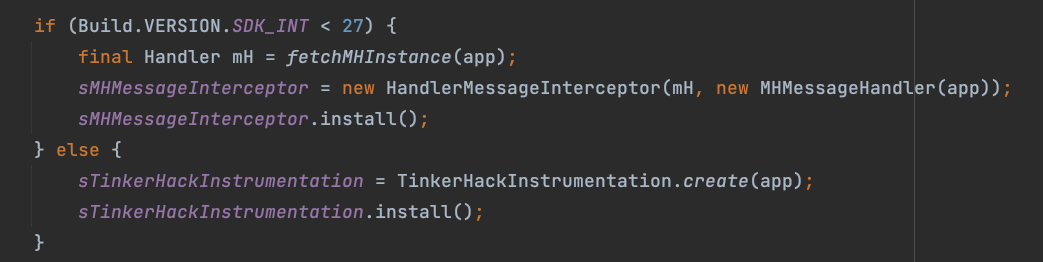 if (Build.VERSION.SDK_INT < 27) {
final Handler mH = fetchMHInstance(app);
sMHMessageInterceptor = new HandlerMessageInterceptor(mH, new MHMessageHandler(app));
sMHMessageInterceptor.install();
} else {
sTinkerHackInstrumentation = TinkerHackInstrumentation.create(app);
sTinkerHackInstrumentation.install();
}